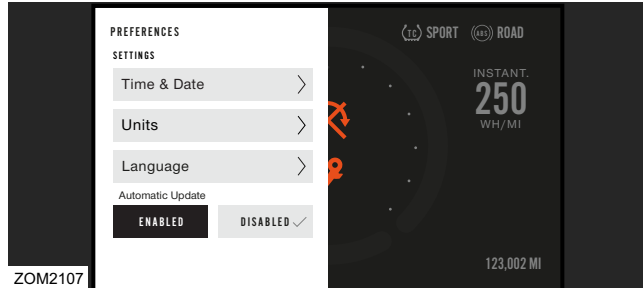 PREFERENCES
SETTINGS
Time & Date
Units
Language
Automatic Update
ENABLED
DISABLED
(TC) SPORT
(ABS) ROAD
INSTANT.
250
WH/MI
123,002 MI
ZOM2107